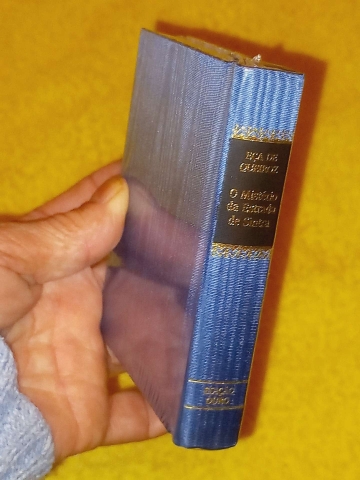 EÇA DE
QUEIROZ
O Mistério
da Estrada
de Sintra
EDIÇÃO
OURO